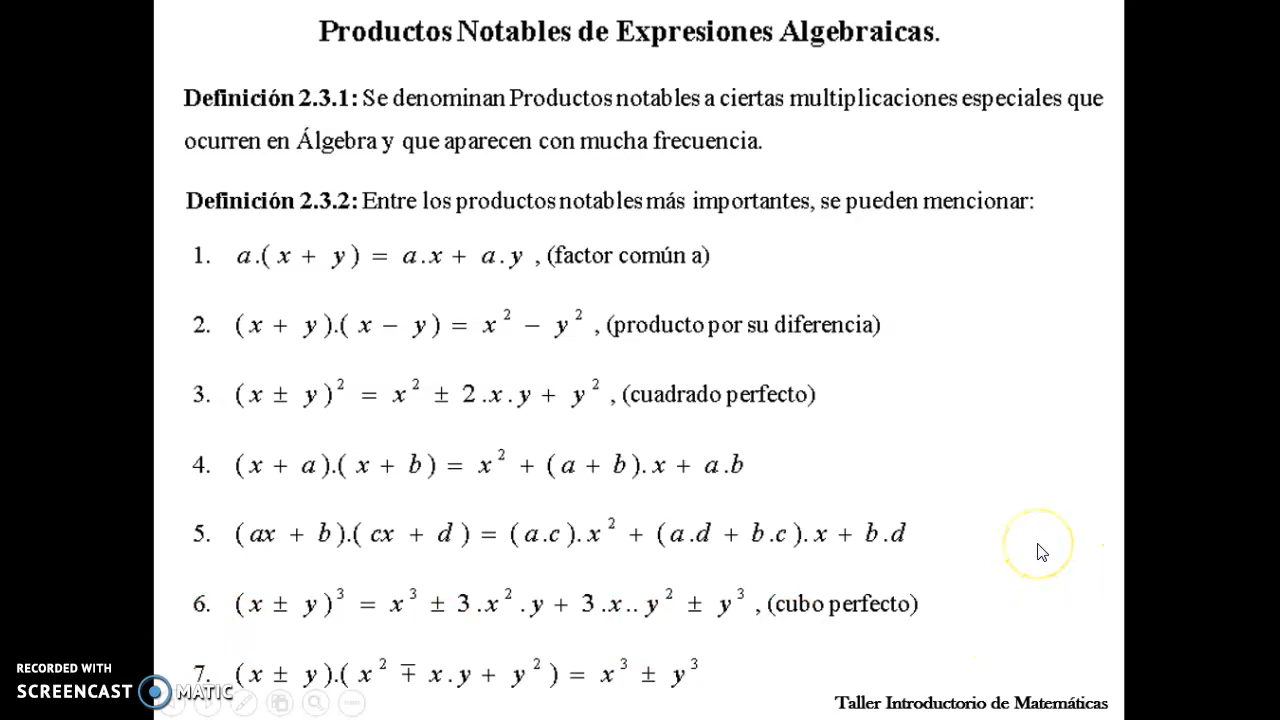 Productos Notables de Expresiones Algebraicas.
Definición 2.3.1: Se denominan Productos notables a ciertas multiplicaciones especiales que
ocurren en Álgebra y que aparecen con mucha frecuencia.
Definición 2.3.2: Entre los productos notables más importantes, se pueden mencionar:
1. a.( x + y ) = a.x + a.y , (factor común a)
2. ( x + y ).( x − y ) = x² − y² , (producto por su diferencia)
3. ( x ± y )² = x² ± 2.x.y + y² , (cuadrado perfecto)
4. ( x + a ).( x + b ) = x² + ( a + b ).x + a.b
5. ( ax + b ).( cx + d ) = ( a.c ).x² + ( a.d + b.c ).x + b.d
6. ( x ± y )³ = x³ ± 3.x².y + 3.x..y² ± y³ , (cubo perfecto)
7. ( x ± y ).( x² ∓ x.y + y² ) = x³ ± y³
RECORDED WITH
SCREENCAST MATIC
Taller Introductorio de Matemáticas